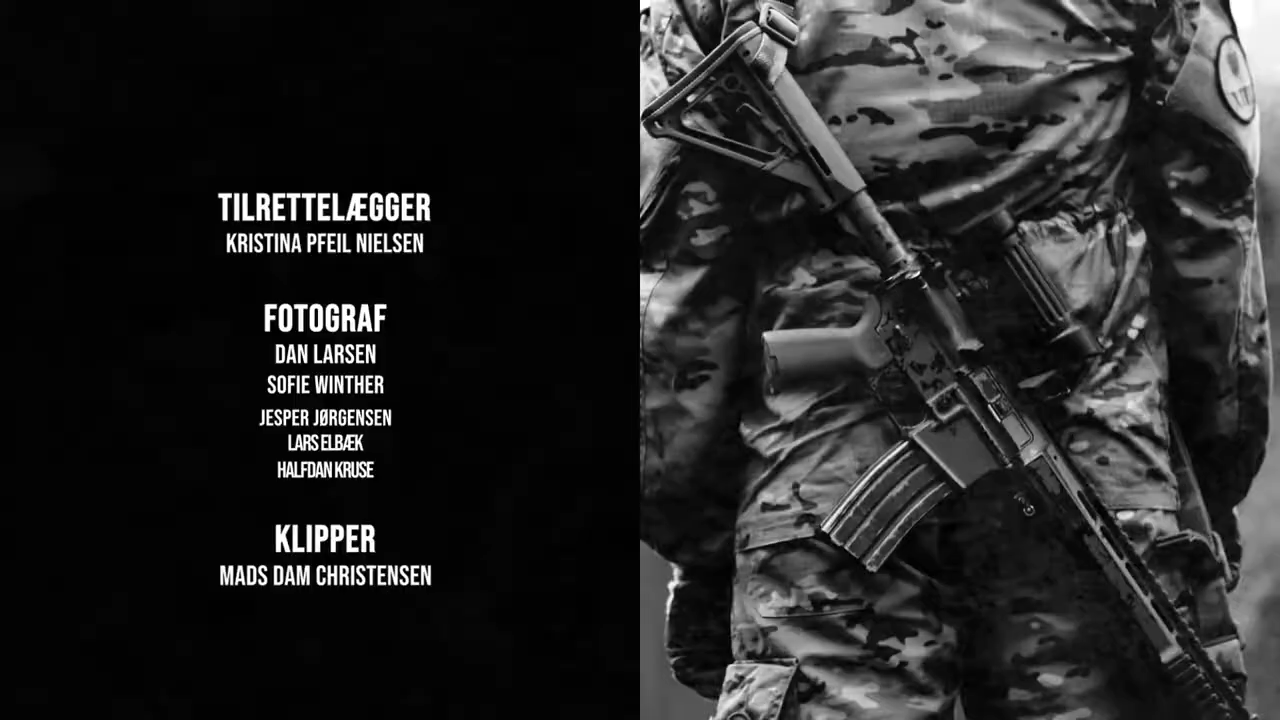 TILRETTELÆGGER
KRISTINA PFEIL NIELSEN
FOTOGRAF
DAN LARSEN
SOFIE WINTHER
JESPER JØRGENSEN
LARS ELBÆK
HALFDAN KRUSE
KLIPPER
MADS DAM CHRISTENSEN